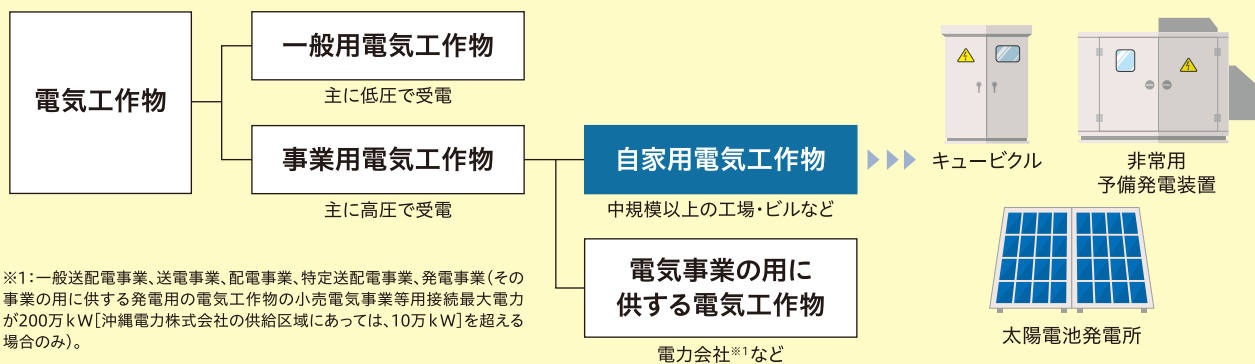 電気工作物
一般用電気工作物
主に低圧で受電
事業用電気工作物
主に高圧で受電
自家用電気工作物
中規模以上の工場・ビルなど
電気事業の用に
供する電気工作物
電力会社※1など
キュービクル
非常用
予備発電装置
太陽電池発電所
※1：一般送配電事業、送電事業、配電事業、特定送配電事業、発電事業（その
事業の用に供する発電用の電気工作物の小売電気事業等用接続最大電力
が200万kW［沖縄電力株式会社の供給区域にあっては、10万kW］を超える
場合のみ）。